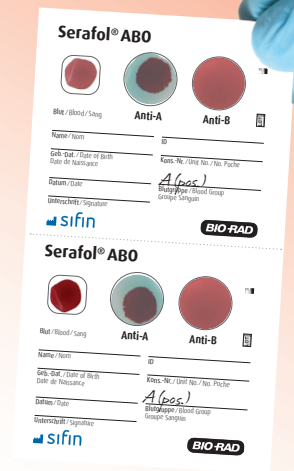 Serafol® ABO
Blut/Blood/Sang
Anti-A
Anti-B
Name/Nom
ID
Geb.-Dat./Date of Birth
Date de Naissance
Kons.-Nr./Unit No./No. Poche
Datum/Date
A (pos.)
Blutgruppe/Blood Group
Groupe Sanguin
Unterschrift/Signature
sifin
BIO-RAD
Serafol® ABO
Blut/Blood/Sang
Anti-A
Anti-B
Name/Nom
ID
Geb.-Dat./Date of Birth
Date de Naissance
Kons.-Nr./Unit No./No. Poche
Datum/Date
A (pos.)
Blutgruppe/Blood Group
Groupe Sanguin
Unterschrift/Signature
sifin
BIO-RAD